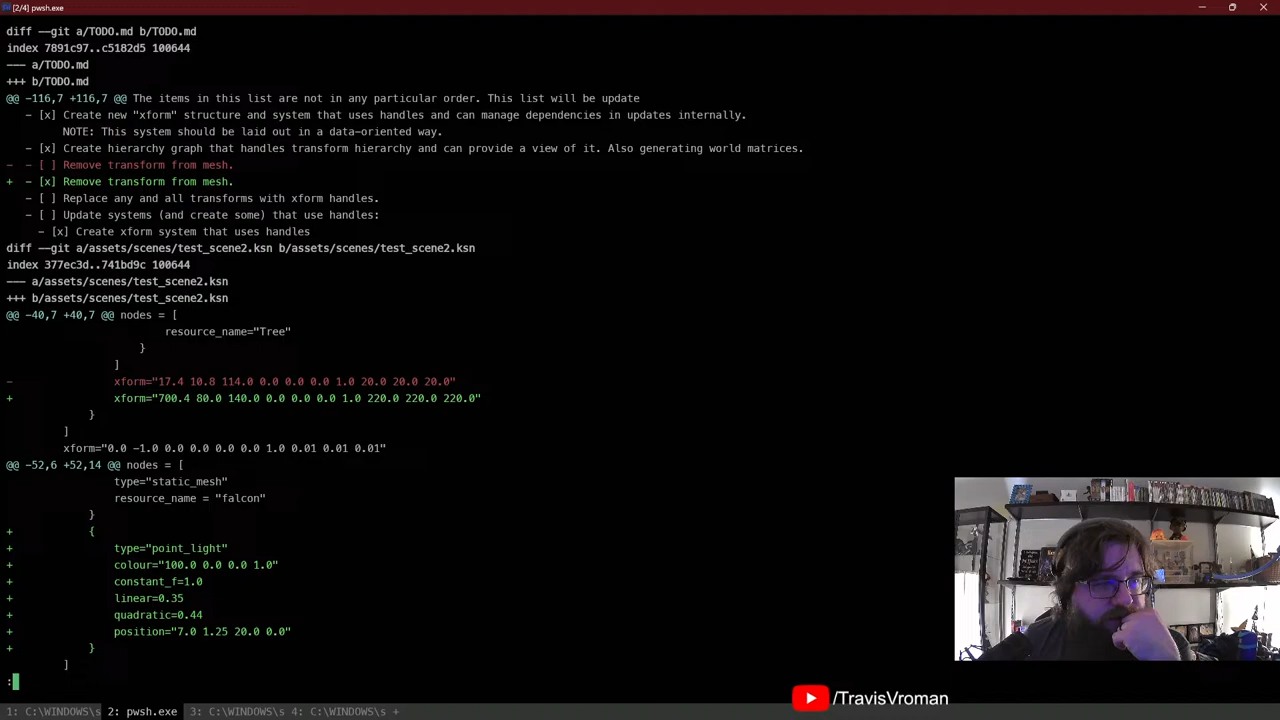 [2/4] pwsh.exe
diff --git a/TODO.md b/TODO.md
index 7891c97..c5182d5 100644
--- a/TODO.md
+++ b/TODO.md
@@ -116,7 +116,7 @@ The items in this list are not in any particular order. This list will be update
- [x] Create new "xform" structure and system that uses handles and can manage dependencies in updates internally.
NOTE: This system should be laid out in a data-oriented way.
- [x] Create hierarchy graph that handles transform hierarchy and can provide a view of it. Also generating world matrices.
- - [ ] Remove transform from mesh.
+ - [x] Remove transform from mesh.
- [ ] Replace any and all transforms with xform handles.
- [ ] Update systems (and create some) that use handles:
- [x] Create xform system that uses handles
diff --git a/assets/scenes/test_scene2.ksn b/assets/scenes/test_scene2.ksn
index 377ec3d..741bd9c 100644
--- a/assets/scenes/test_scene2.ksn
+++ b/assets/scenes/test_scene2.ksn
@@ -40,7 +40,7 @@ nodes = [
resource_name="Tree"
}
]
- xform="17.4 10.8 114.0 0.0 0.0 0.0 1.0 20.0 20.0 20.0"
+ xform="700.4 80.0 140.0 0.0 0.0 0.0 1.0 220.0 220.0 220.0"
}
]
xform="0.0 -1.0 0.0 0.0 0.0 0.0 1.0 0.01 0.01 0.01"
@@ -52,6 +52,14 @@ nodes = [
type="static_mesh"
resource_name = "falcon"
}
+ {
+ type="point_light"
+ colour="100.0 0.0 0.0 1.0"
+ constant_f=1.0
+ linear=0.35
+ quadratic=0.44
+ position="7.0 1.25 20.0 0.0"
+ }
]
:
/TravisVroman
1: C:\WINDOWS\s 2: pwsh.exe 3: C:\WINDOWS\s 4: C:\WINDOWS\s +